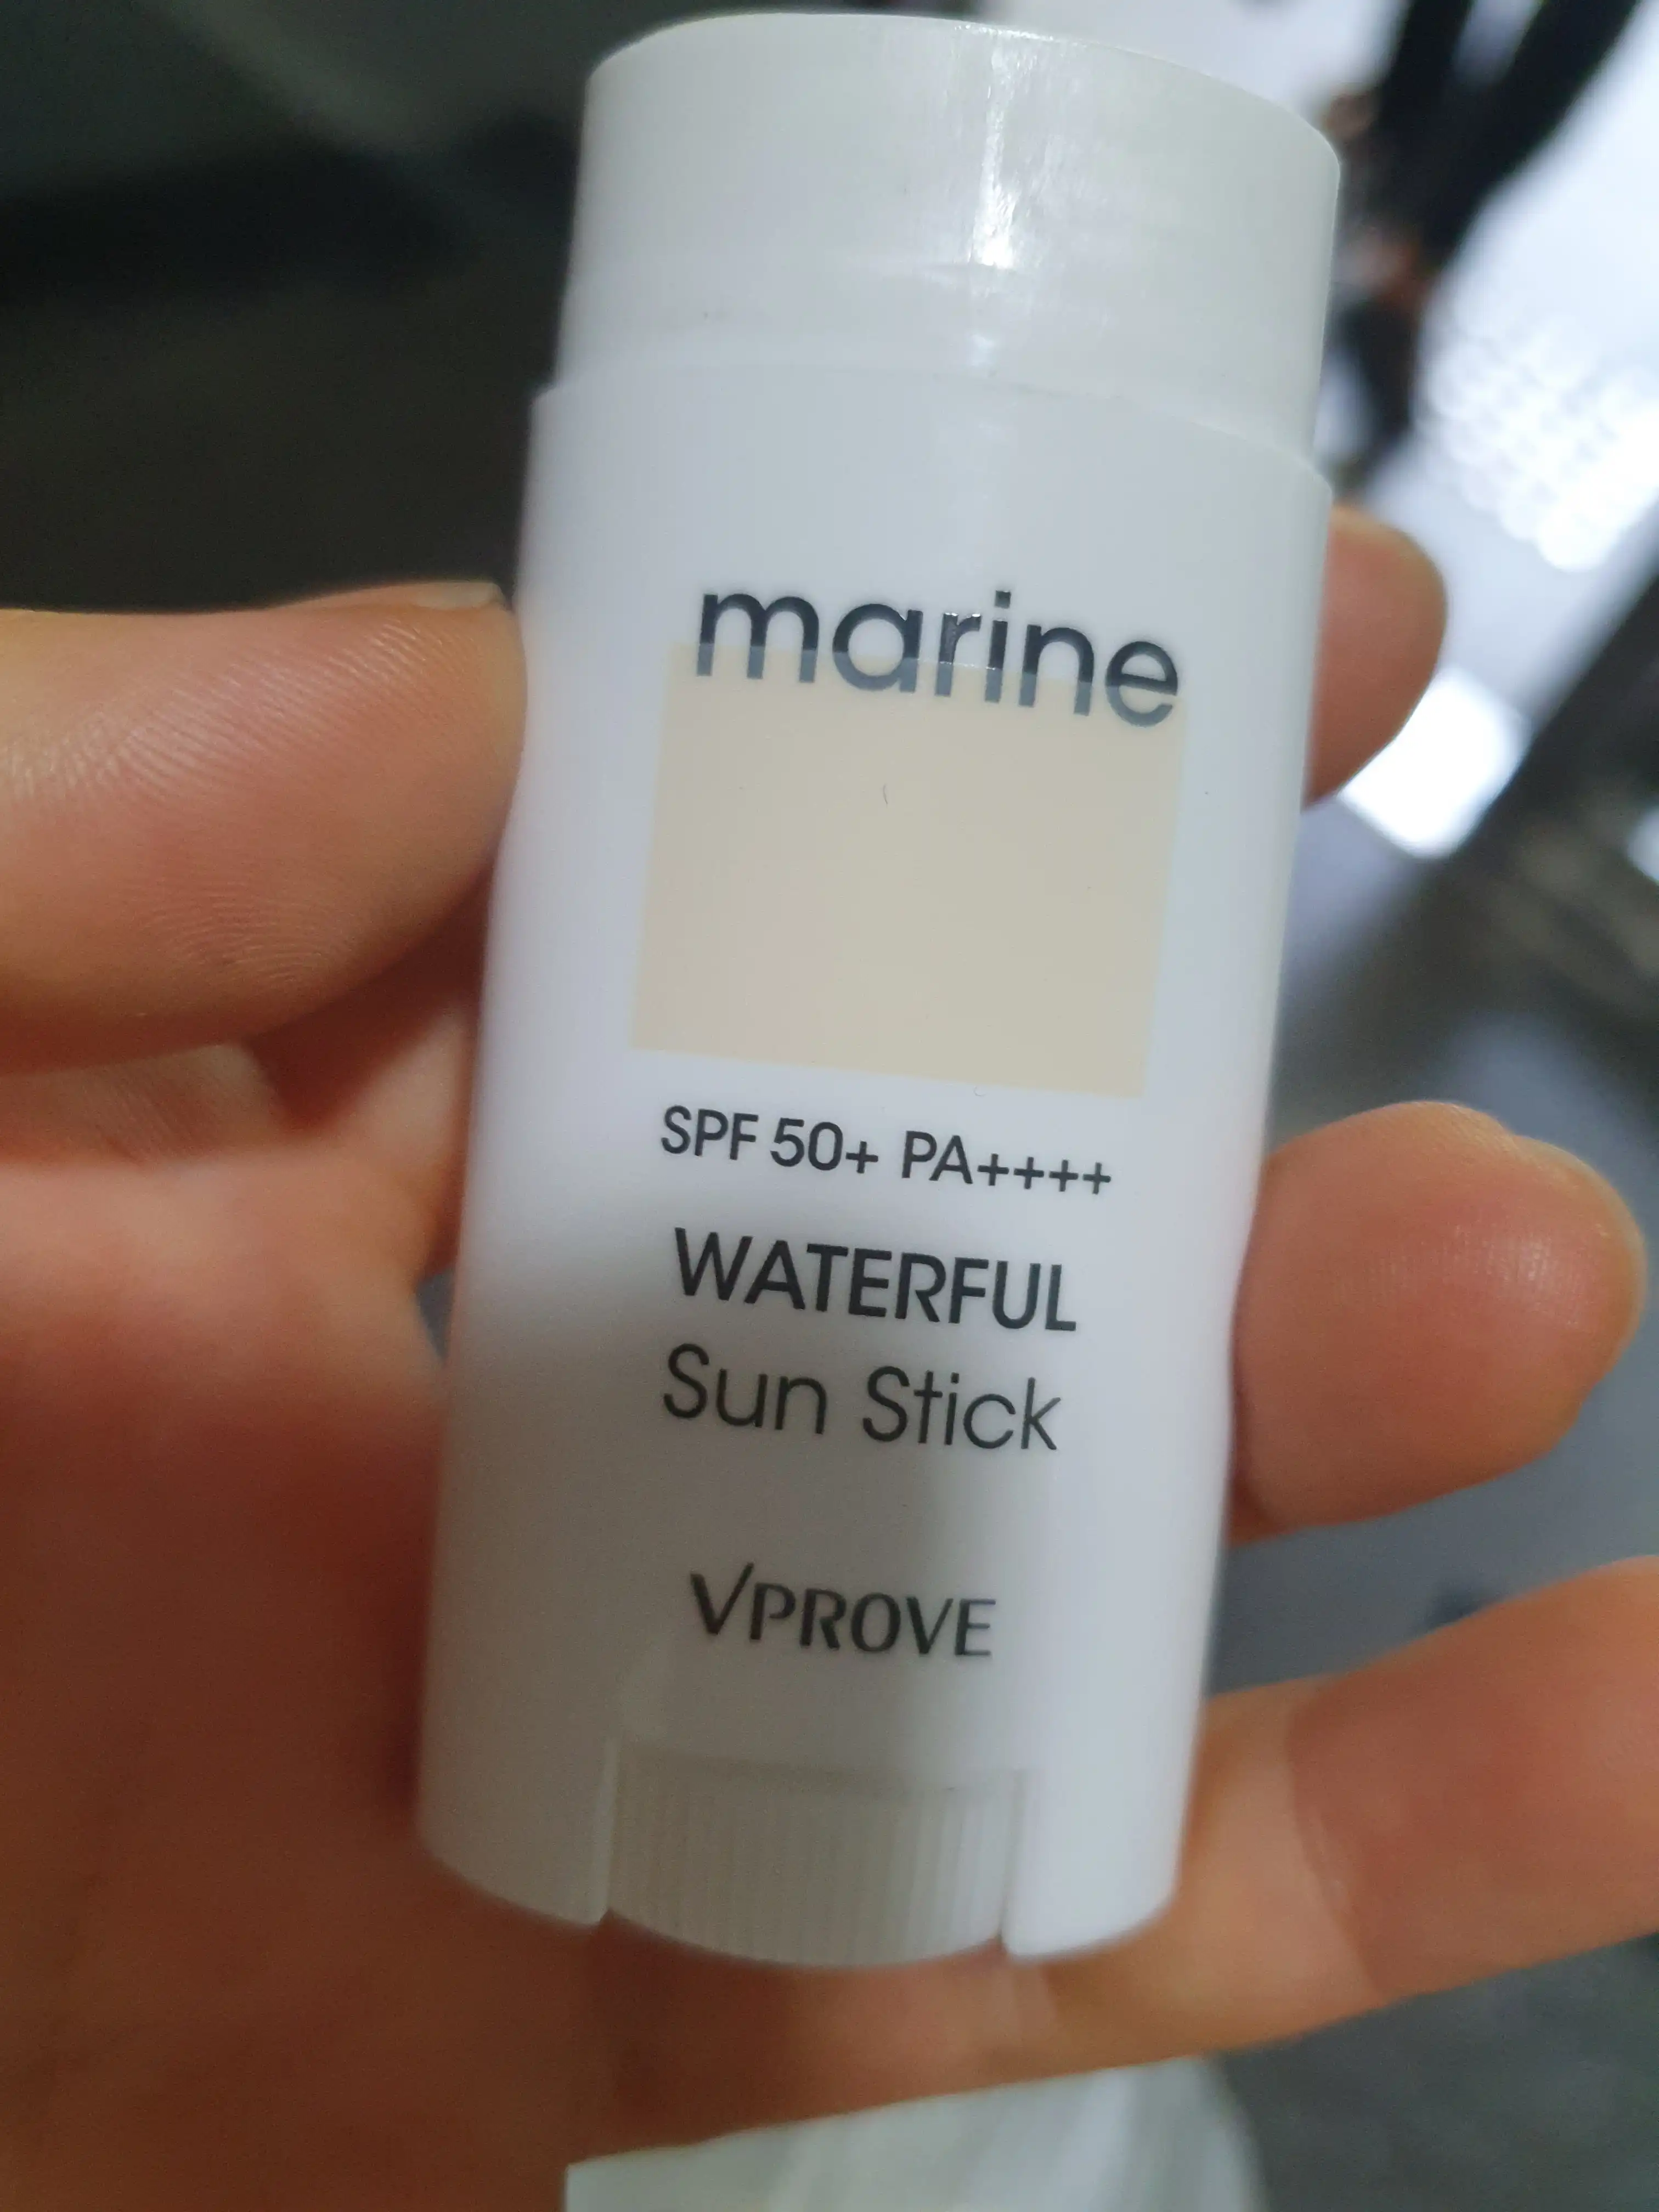 marine
SPF 50+ PA++++
WATERFUL
Sun Stick
VPROVE